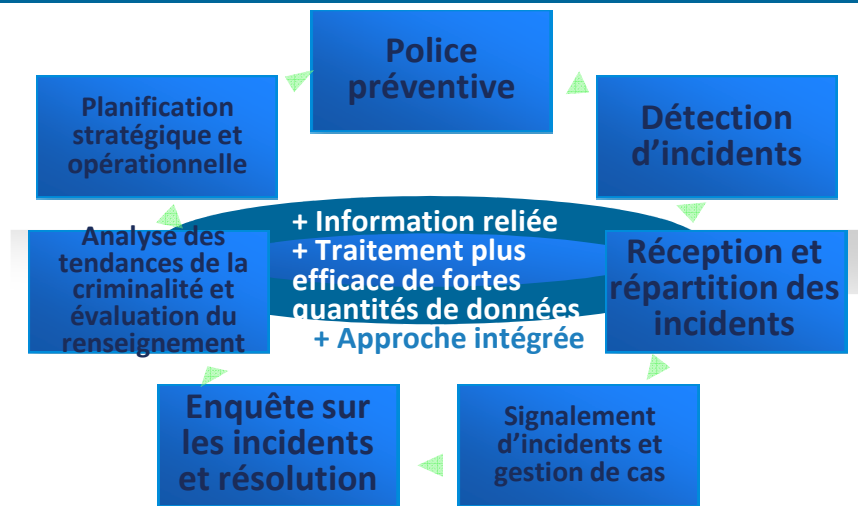 Police
préventive
Planification
stratégique et
opérationnelle
Détection
d’incidents
+ Information reliée
+ Traitement plus
efficace de fortes
quantités de données
+ Approche intégrée
Analyse des
tendances de la
criminalité et
évaluation du
renseignement
Réception et
répartition des
incidents
Enquête sur
les incidents
et résolution
Signalement
d’incidents et
gestion de cas